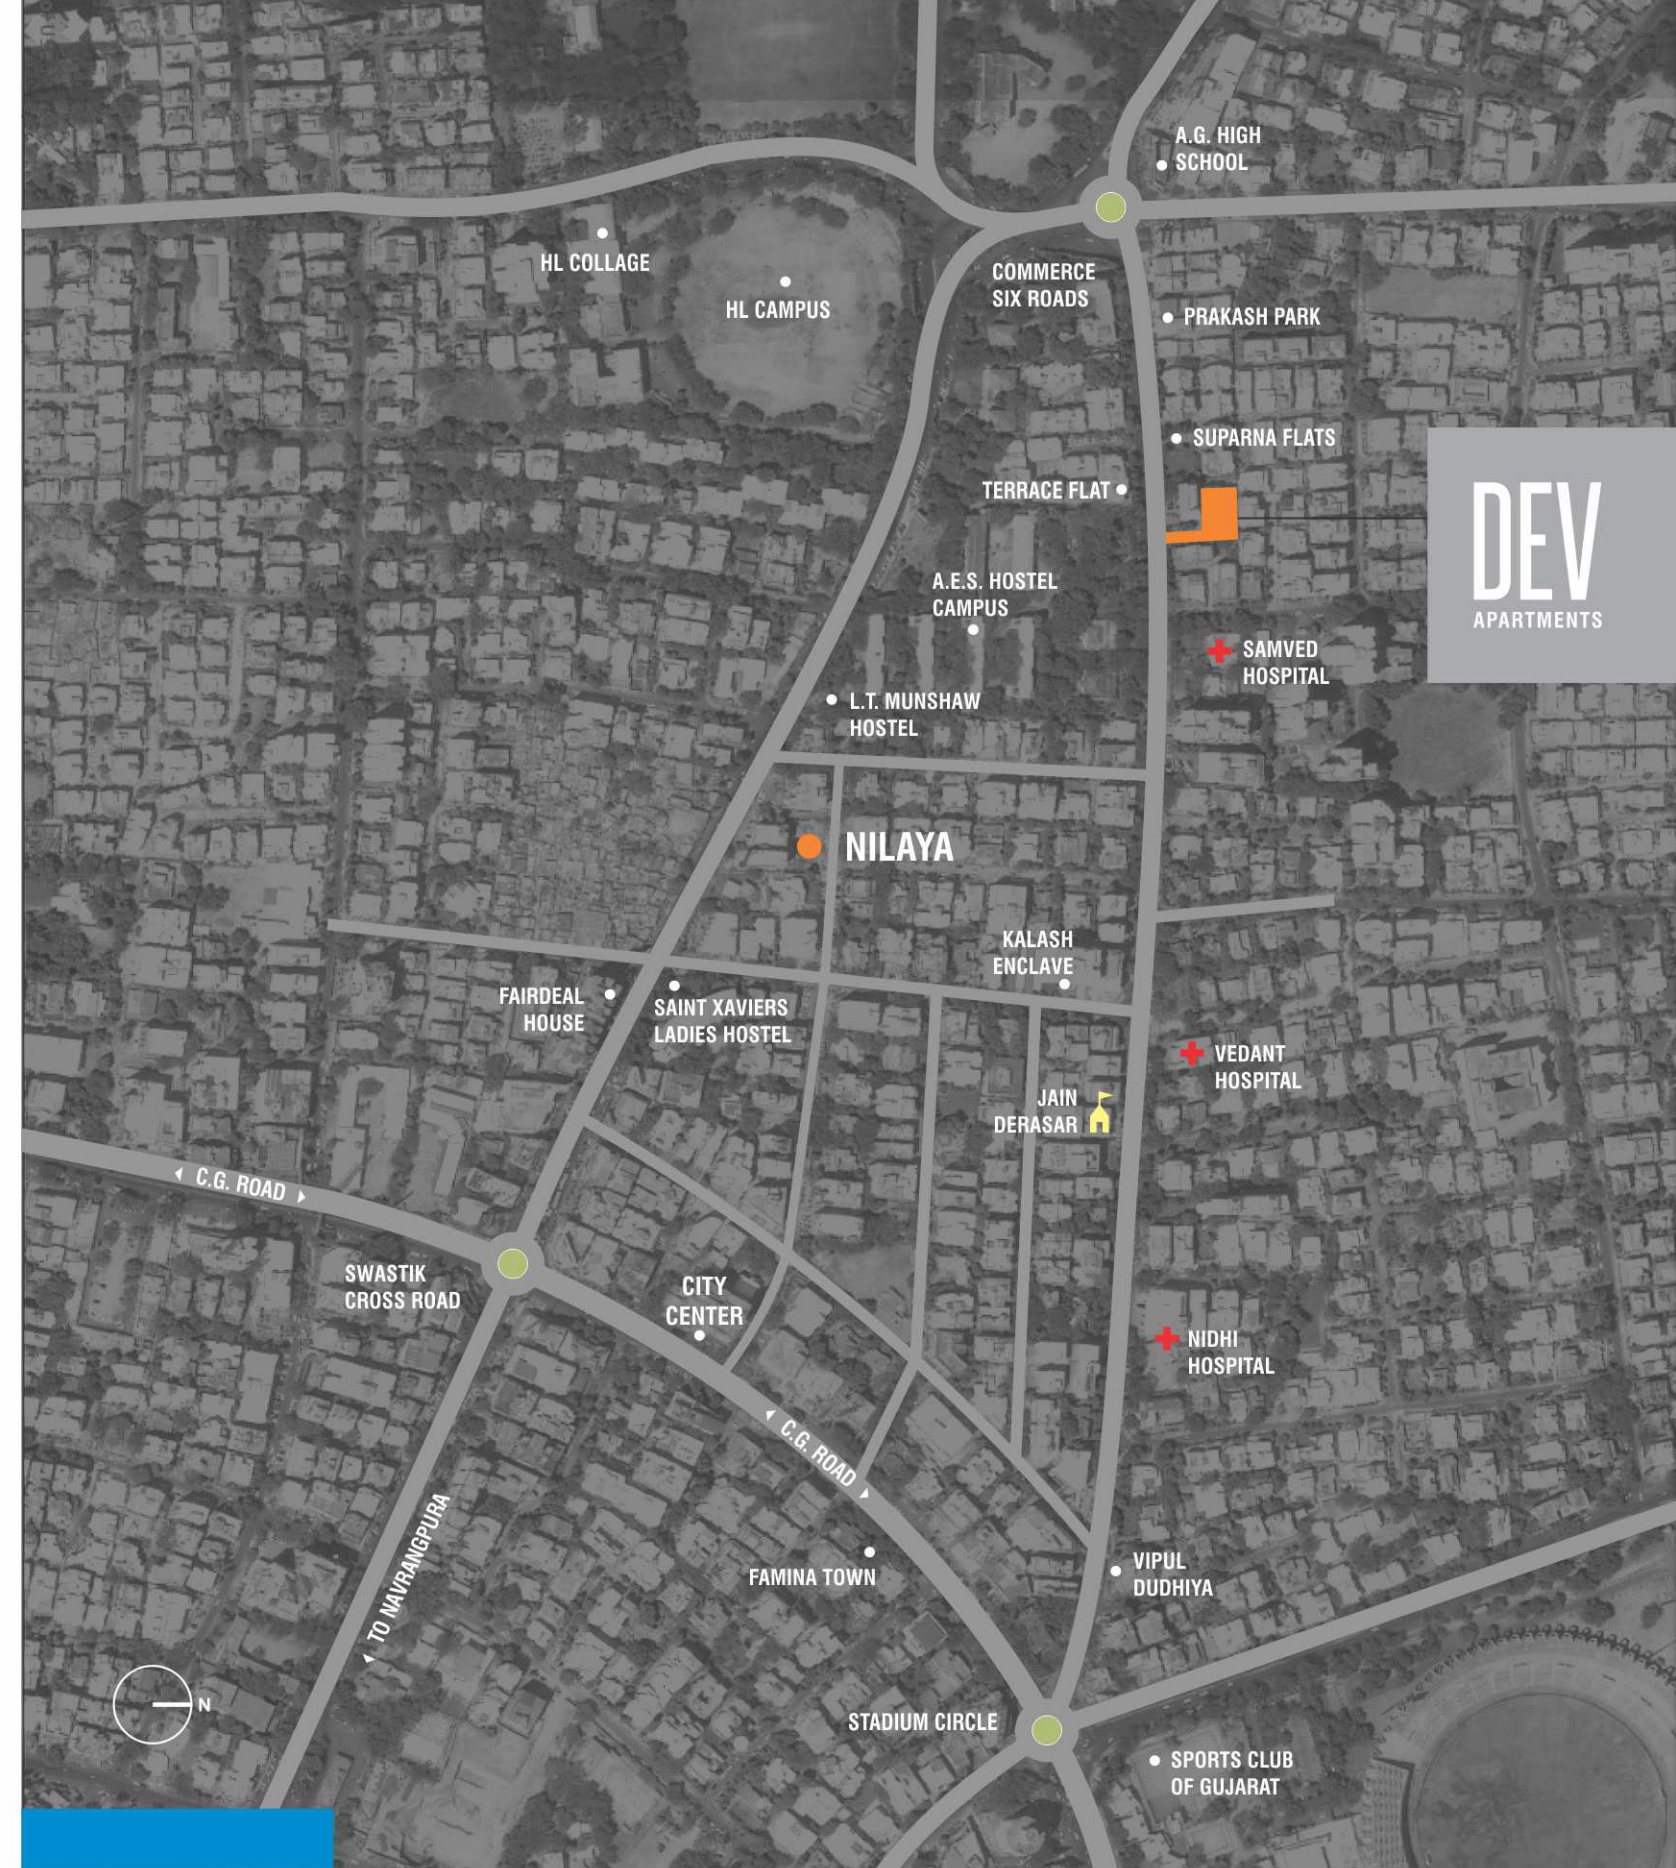 A.G. HIGH
SCHOOL
HL COLLAGE
HL CAMPUS
COMMERCE
SIX ROADS
PRAKASH PARK
SUPARNA FLATS
TERRACE FLAT
DEV
APARTMENTS
A.E.S. HOSTEL
CAMPUS
SAMVED
HOSPITAL
L.T. MUNSHAW
HOSTEL
NILAYA
KALASH
ENCLAVE
FAIRDEAL
HOUSE
SAINT XAVIERS
LADIES HOSTEL
VEDANT
HOSPITAL
JAIN
DERASAR
C.G. ROAD
SWASTIK
CROSS ROAD
CITY
CENTER
NIDHI
HOSPITAL
C.G. ROAD
TO NAVRANGPURA
FAMINA TOWN
VIPUL
DUDHIYA
N
STADIUM CIRCLE
SPORTS CLUB
OF GUJARAT